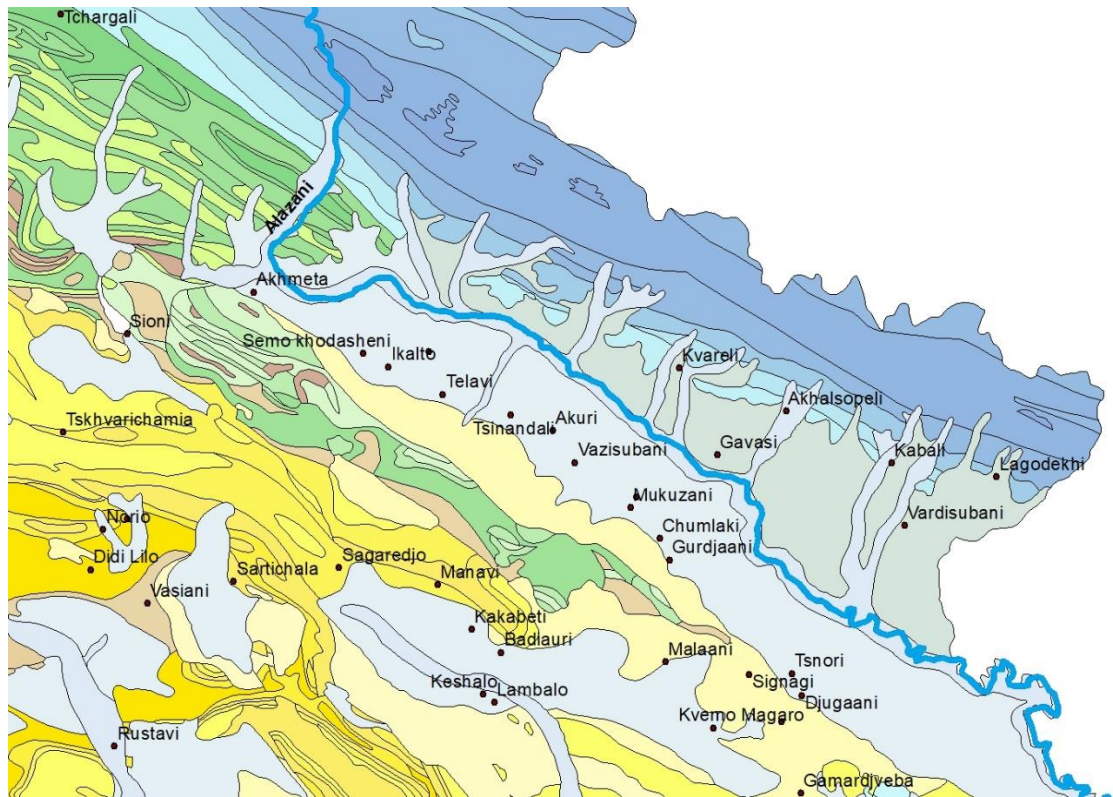 Tchargali
Alazani
Akhmeta
Sioni
Semo khodasheni
Ikalto
Kvareli
Telavi
Akhalsopeli
Tskhvarichamia
Tsinandali
Akuri
Gavasi
Vazisubani
Kabali
Lagodekhi
Mukuzani
Vardisubani
Norio
Chumlaki
Gurdjaani
Didi Lilo
Sagaredjo
Sartichala
Manavi
Vasiani
Kakabeti
Badiauri
Malaani
Tsnori
Signagi
Keshalo
Lambalo
Djugaani
Kvemo Magaro
Rustavi
Gamardjveba